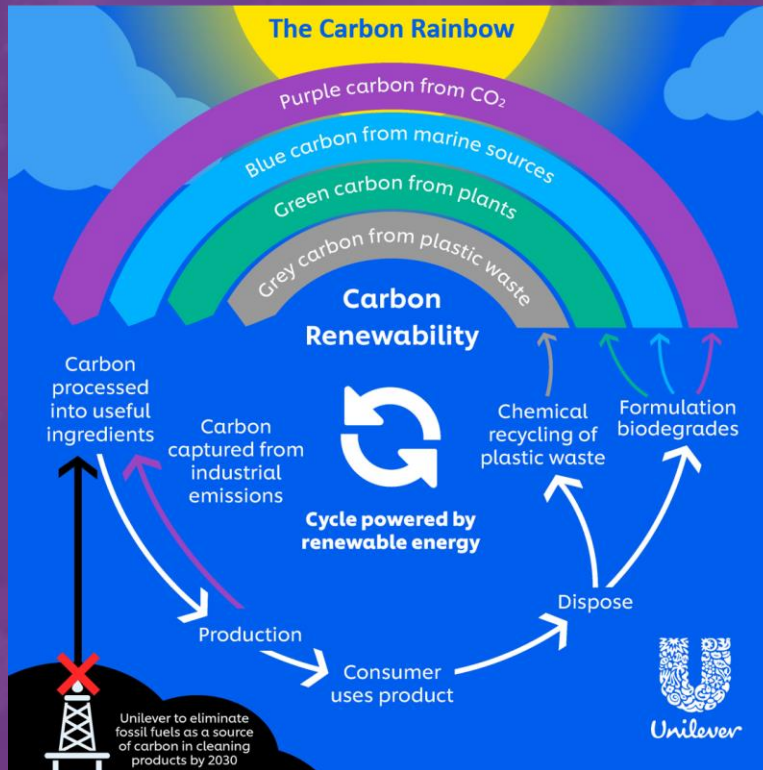 The Carbon Rainbow
Purple carbon from CO₂
Blue carbon from marine sources
Green carbon from plants
Grey carbon from plastic waste
Carbon
Renewability
Carbon
processed
into useful
ingredients
Carbon
captured from
industrial
emissions
Cycle powered by
renewable energy
Chemical
recycling of
plastic waste
Formulation
biodegrades
Production
Consumer
uses product
Dispose
Unilever to eliminate
fossil fuels as a source
of carbon in cleaning
products by 2030
Unilever